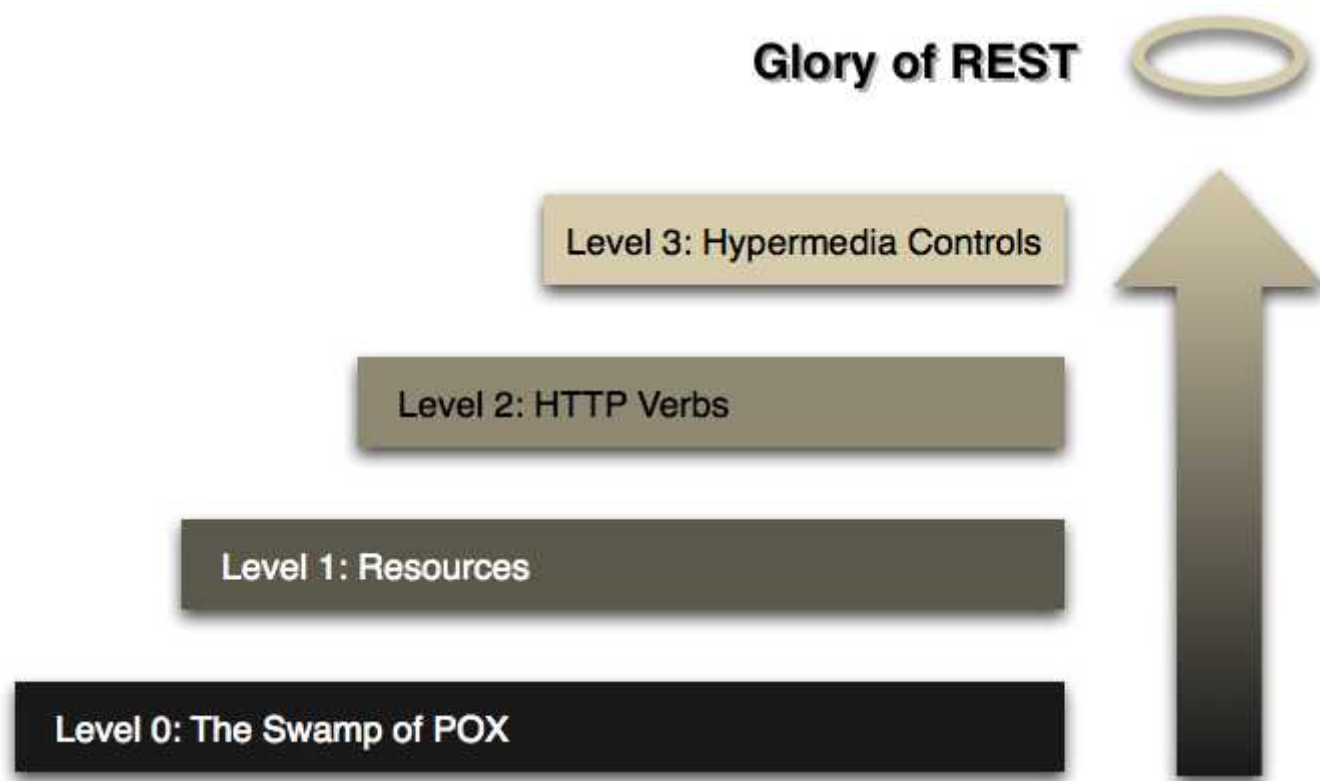 Glory of REST
Level 3: Hypermedia Controls
Level 2: HTTP Verbs
Level 1: Resources
Level 0: The Swamp of POX